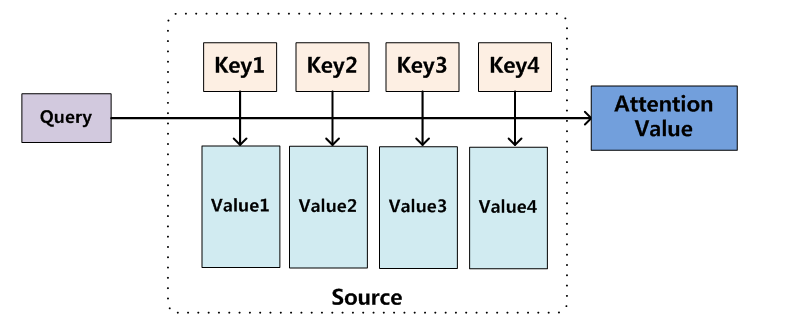 Key1 Key2 Key3 Key4
Query
Attention
Value
Value1 Value2 Value3 Value4
Source